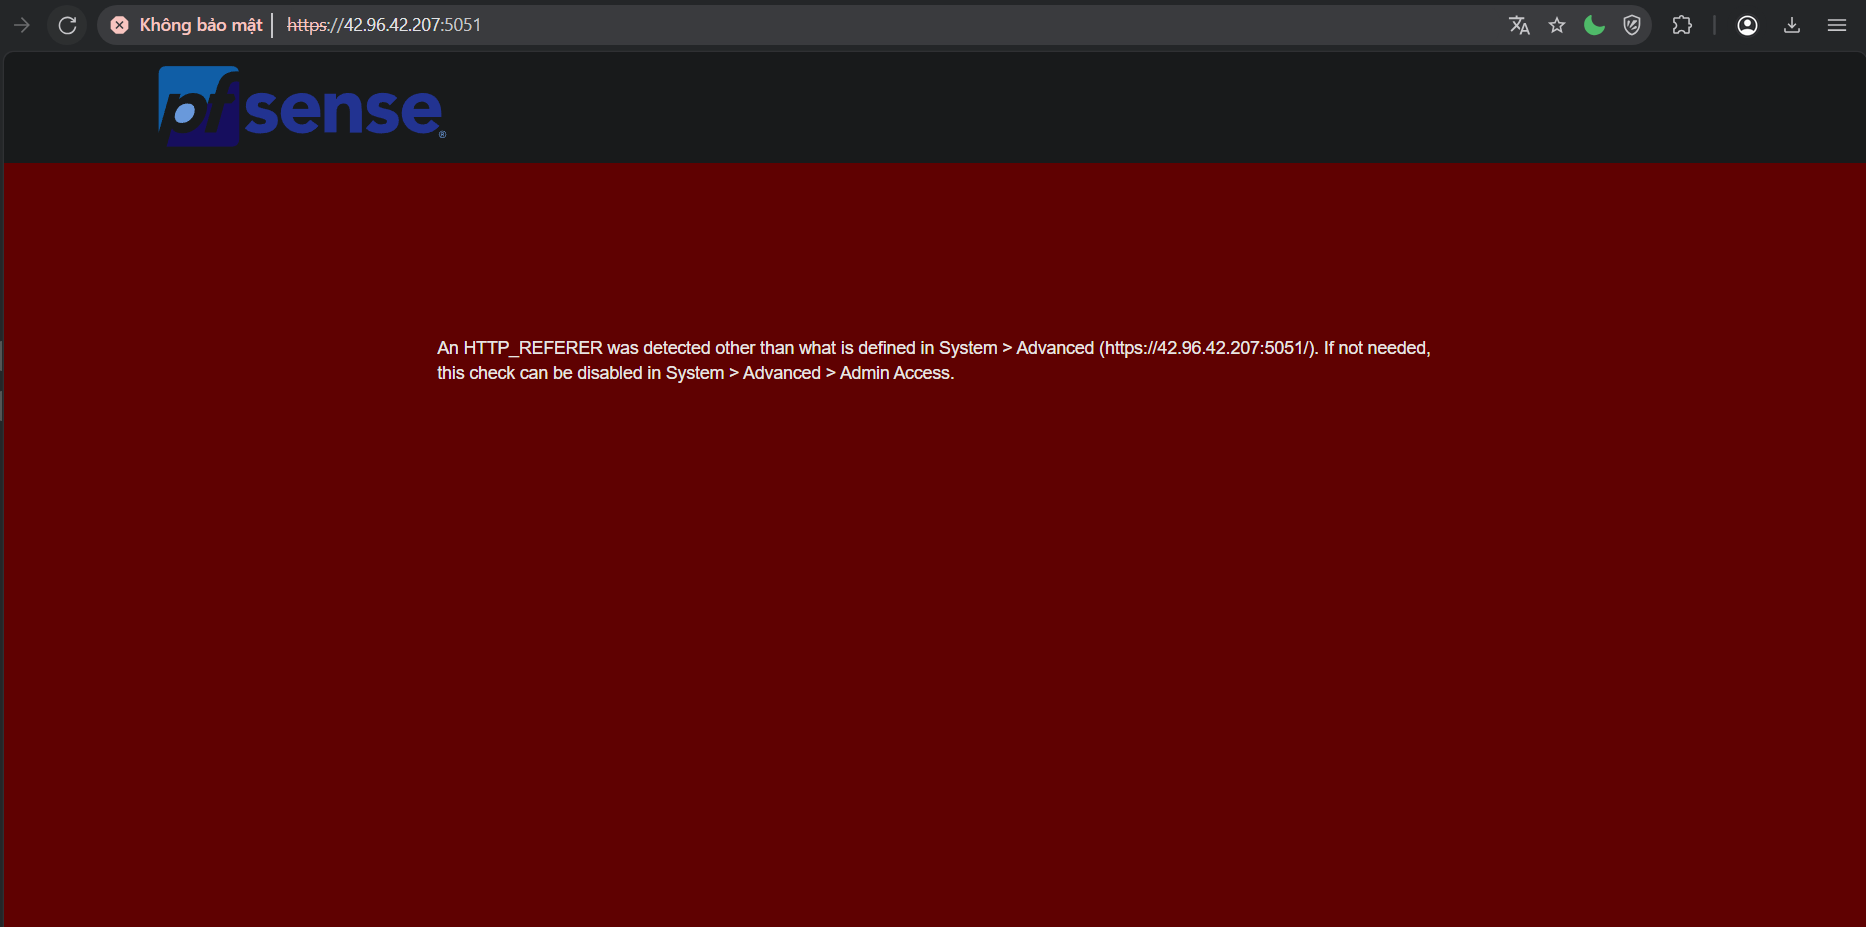 Không bảo mật https://42.96.42.207:5051
pfsense®
An HTTP_REFERER was detected other than what is defined in System > Advanced (https://42.96.42.207:5051/). If not needed,
this check can be disabled in System > Advanced > Admin Access.